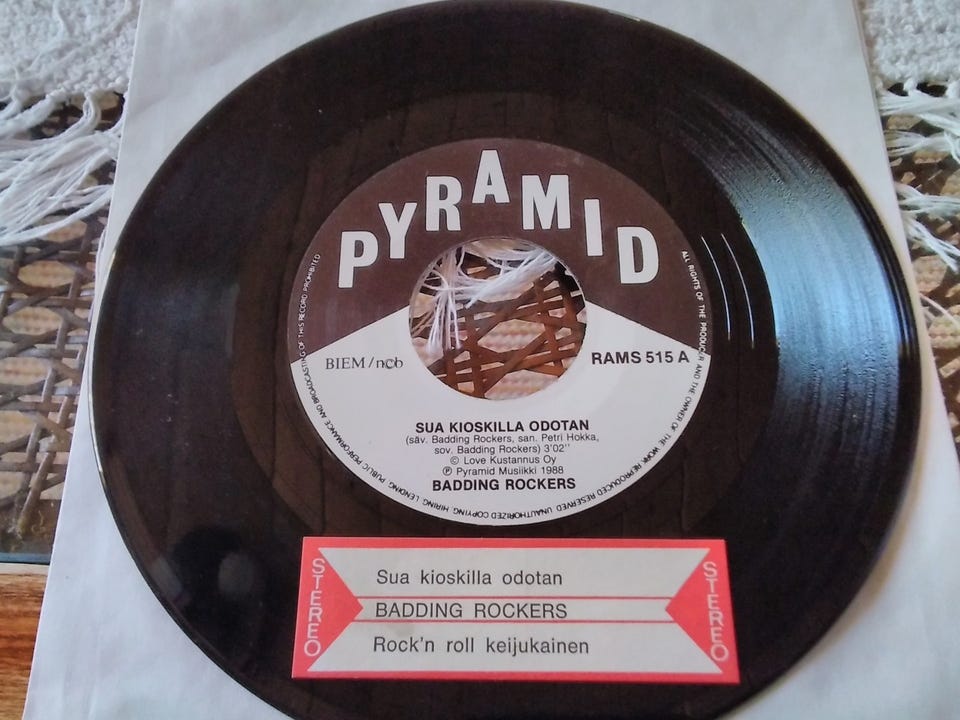 PYRAMID
BIEM/ncb
RAMS 515 A
SUA KIOSKILLA ODOTAN
(säv. Badding Rockers, san. Petri Hokka,
sov. Badding Rockers) 3'02''
© Love Kustannus Oy
℗ Pyramid Musiikki 1988
BADDING ROCKERS
ALL RIGHTS OF THE PRODUCER AND THE OWNER OF THE WORK REPRODUCED RESERVED UNAUTHORIZED COPYING, HIRING, LENDING, PUBLIC PERFORMANCE AND BROADCASTING OF THIS RECORD PROHIBITED
STEREO
Sua kioskilla odotan
BADDING ROCKERS
Rock'n roll keijukainen
STEREO